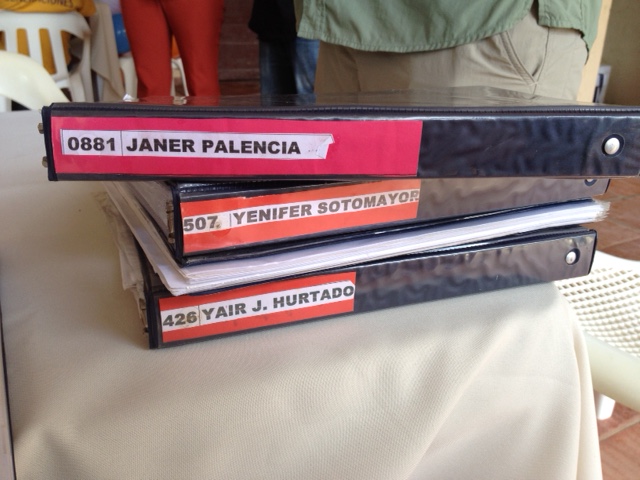 0881 JANER PALENCIA
507 YENIFER SOTOMAYOR
426 YAIR J. HURTADO